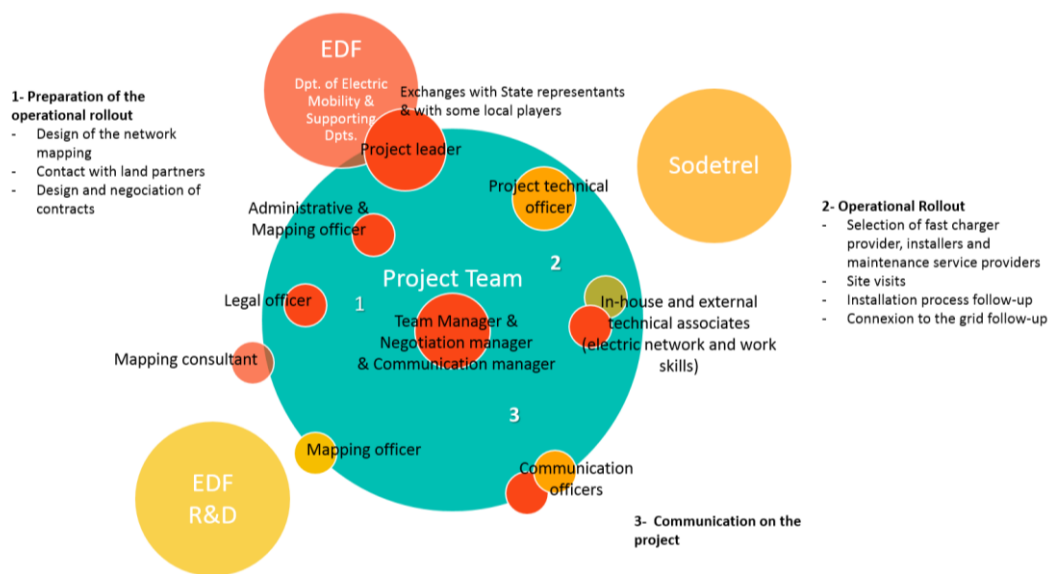 EDF
Dpt. of Electric
Mobility &
Supporting
Dpts.
1- Preparation of the
operational rollout
- Design of the network
mapping
- Contact with land partners
- Design and negociation of
contracts
Exchanges with State representants
& with some local players
Project leader
Sodetrel
Project technical
officer
Administrative &
Mapping officer
2- Operational Rollout
- Selection of fast charger
provider, installers and
maintenance service providers
- Site visits
- Installation process follow-up
- Connexion to the grid follow-up
2
Project Team
1
Legal officer
In-house and external
technical associates
(electric network and work
skills)
Team Manager &
Negotiation manager
& Communication manager
Mapping consultant
3
Mapping officer
EDF
R&D
Communication
officers
3- Communication on the
project